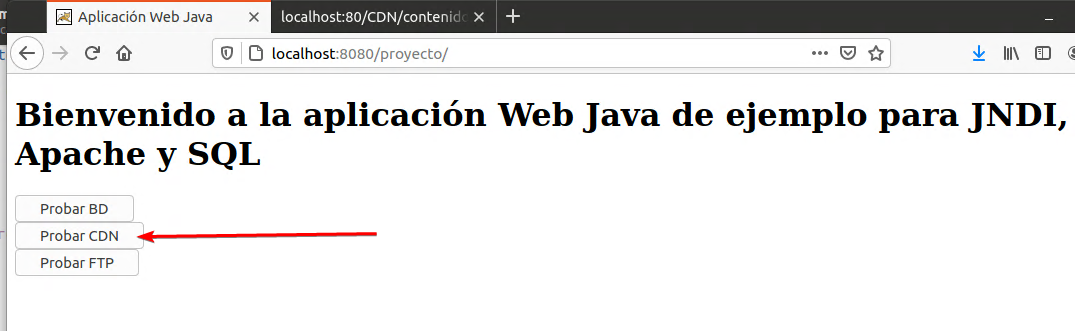 Aplicación Web Java
localhost:80/CDN/contenido
localhost:8080/proyecto/
Bienvenido a la aplicación Web Java de ejemplo para JNDI,
Apache y SQL
Probar BD
Probar CDN
Probar FTP